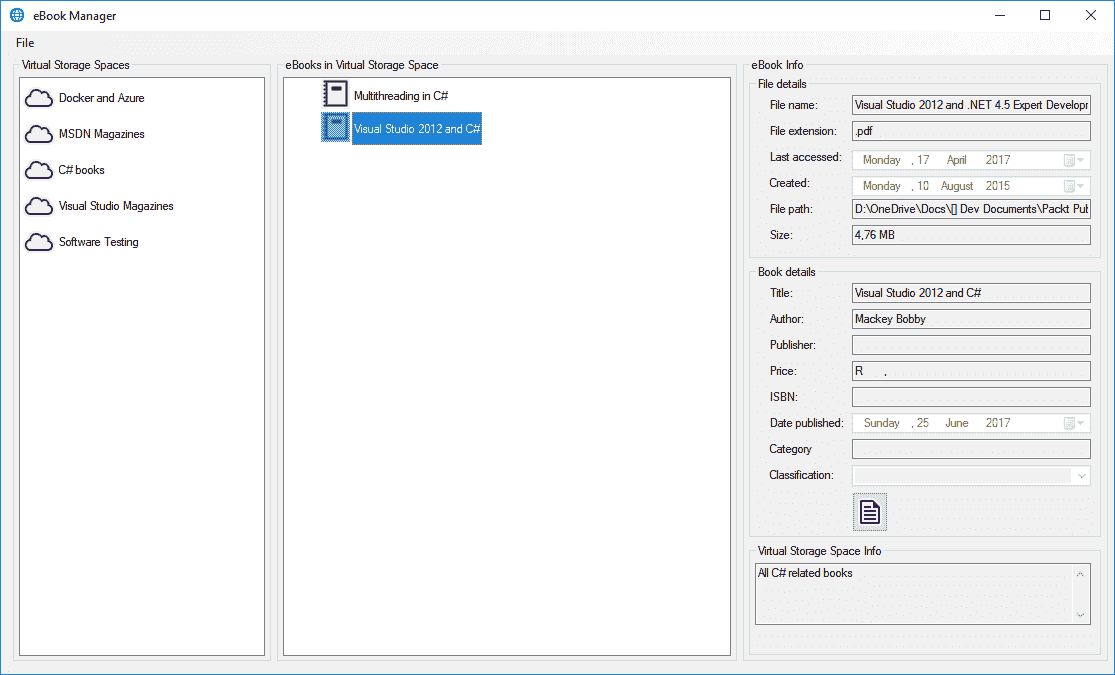 eBook Manager
File
Virtual Storage Spaces
Docker and Azure
MSDN Magazines
C# books
Visual Studio Magazines
Software Testing
eBooks in Virtual Storage Space
Multithreading in C#
Visual Studio 2012 and C#
eBook Info
File details
File name: Visual Studio 2012 and .NET 4.5 Expert Developr
File extension: .pdf
Last accessed: Monday , 17 April 2017
Created: Monday , 10 August 2015
File path: D:\OneDrive\Docs\[] Dev Documents\Packt Pub
Size: 4,76 MB
Book details
Title: Visual Studio 2012 and C#
Author: Mackey Bobby
Publisher:
Price: R ,
ISBN:
Date published: Sunday , 25 June 2017
Category
Classification:
Virtual Storage Space Info
All C# related books